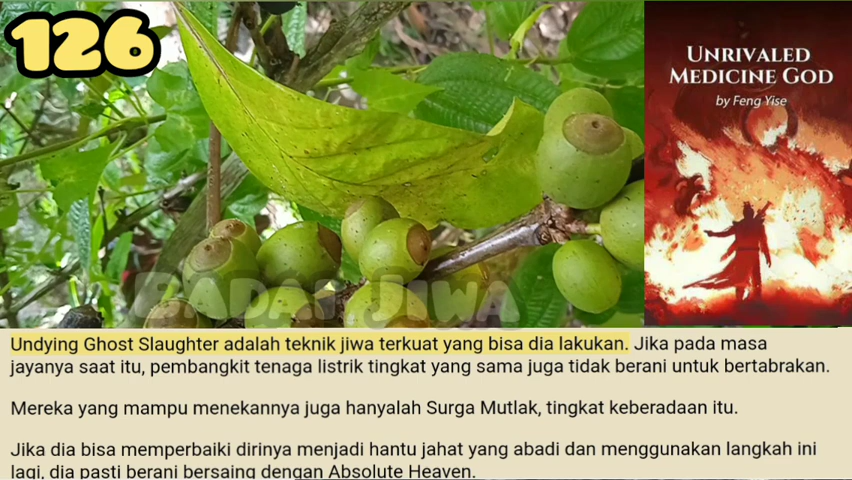 126
UNRIVALED
MEDICINE GOD
by Feng Yise
BADAI JIWA
Undying Ghost Slaughter adalah teknik jiwa terkuat yang bisa dia lakukan. Jika pada masa
jayanya saat itu, pembangkit tenaga listrik tingkat yang sama juga tidak berani untuk bertabrakan.
Mereka yang mampu menekannya juga hanyalah Surga Mutlak, tingkat keberadaan itu.
Jika dia bisa memperbaiki dirinya menjadi hantu jahat yang abadi dan menggunakan langkah ini
lagi, dia pasti berani bersaing dengan Absolute Heaven.